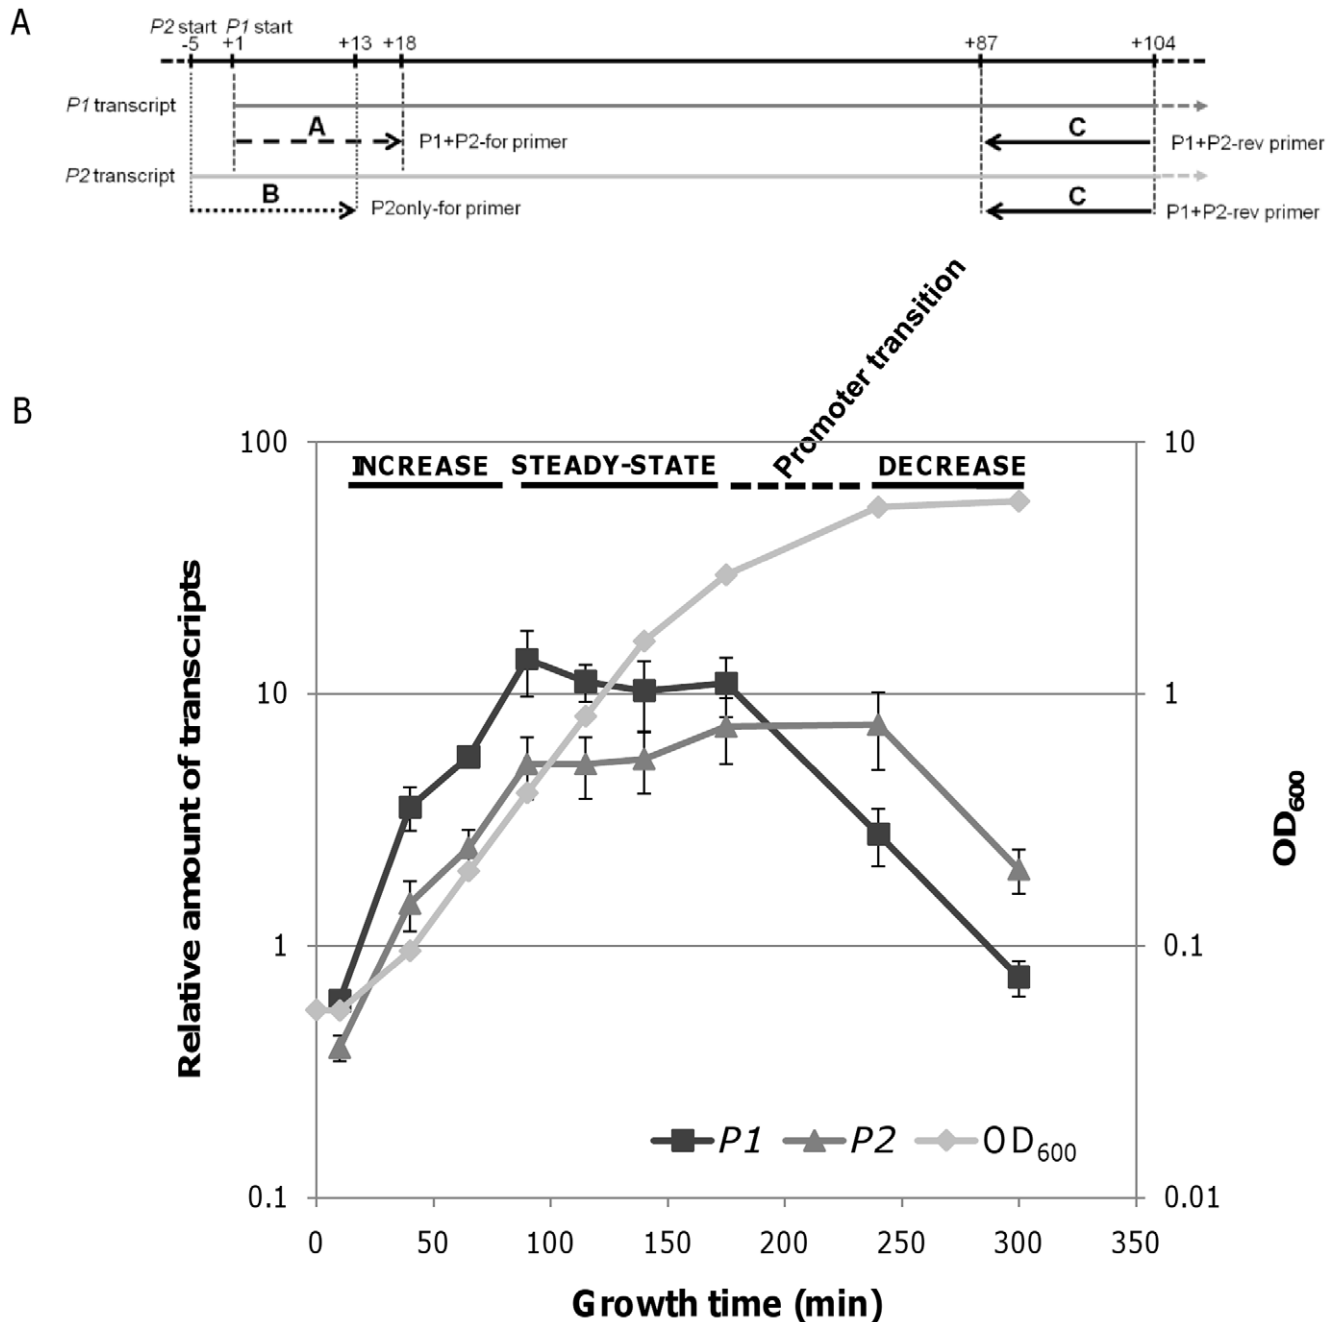 A
P2 start P1 start
-5 +1 +13 +18 +87 +104
P1 transcript
A C
P1+P2-for primer P1+P2-rev primer
P2 transcript
B C
P2only-for primer P1+P2-rev primer
Promoter transition
B
100 10
INCREASE STEADY-STATE DECREASE
10 1
1 0.1
0.1 0.01
Relative amount of transcripts
OD600
P1 P2 OD600
0 50 100 150 200 250 300 350
Growth time (min)